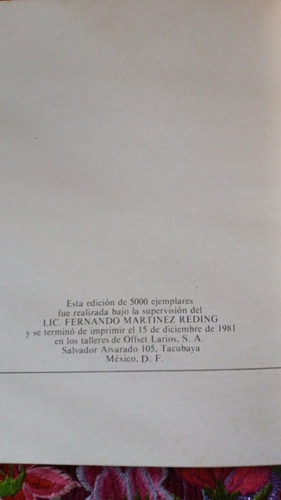 Esta edición de 5000 ejemplares
fue realizada bajo la supervisión del
LIC. FERNANDO MARTINEZ REDING
y se terminó de imprimir el 15 de diciembre de 1981
en los talleres de Offset Larios, S. A.
Salvador Alvarado 105, Tacubaya
México, D. F.